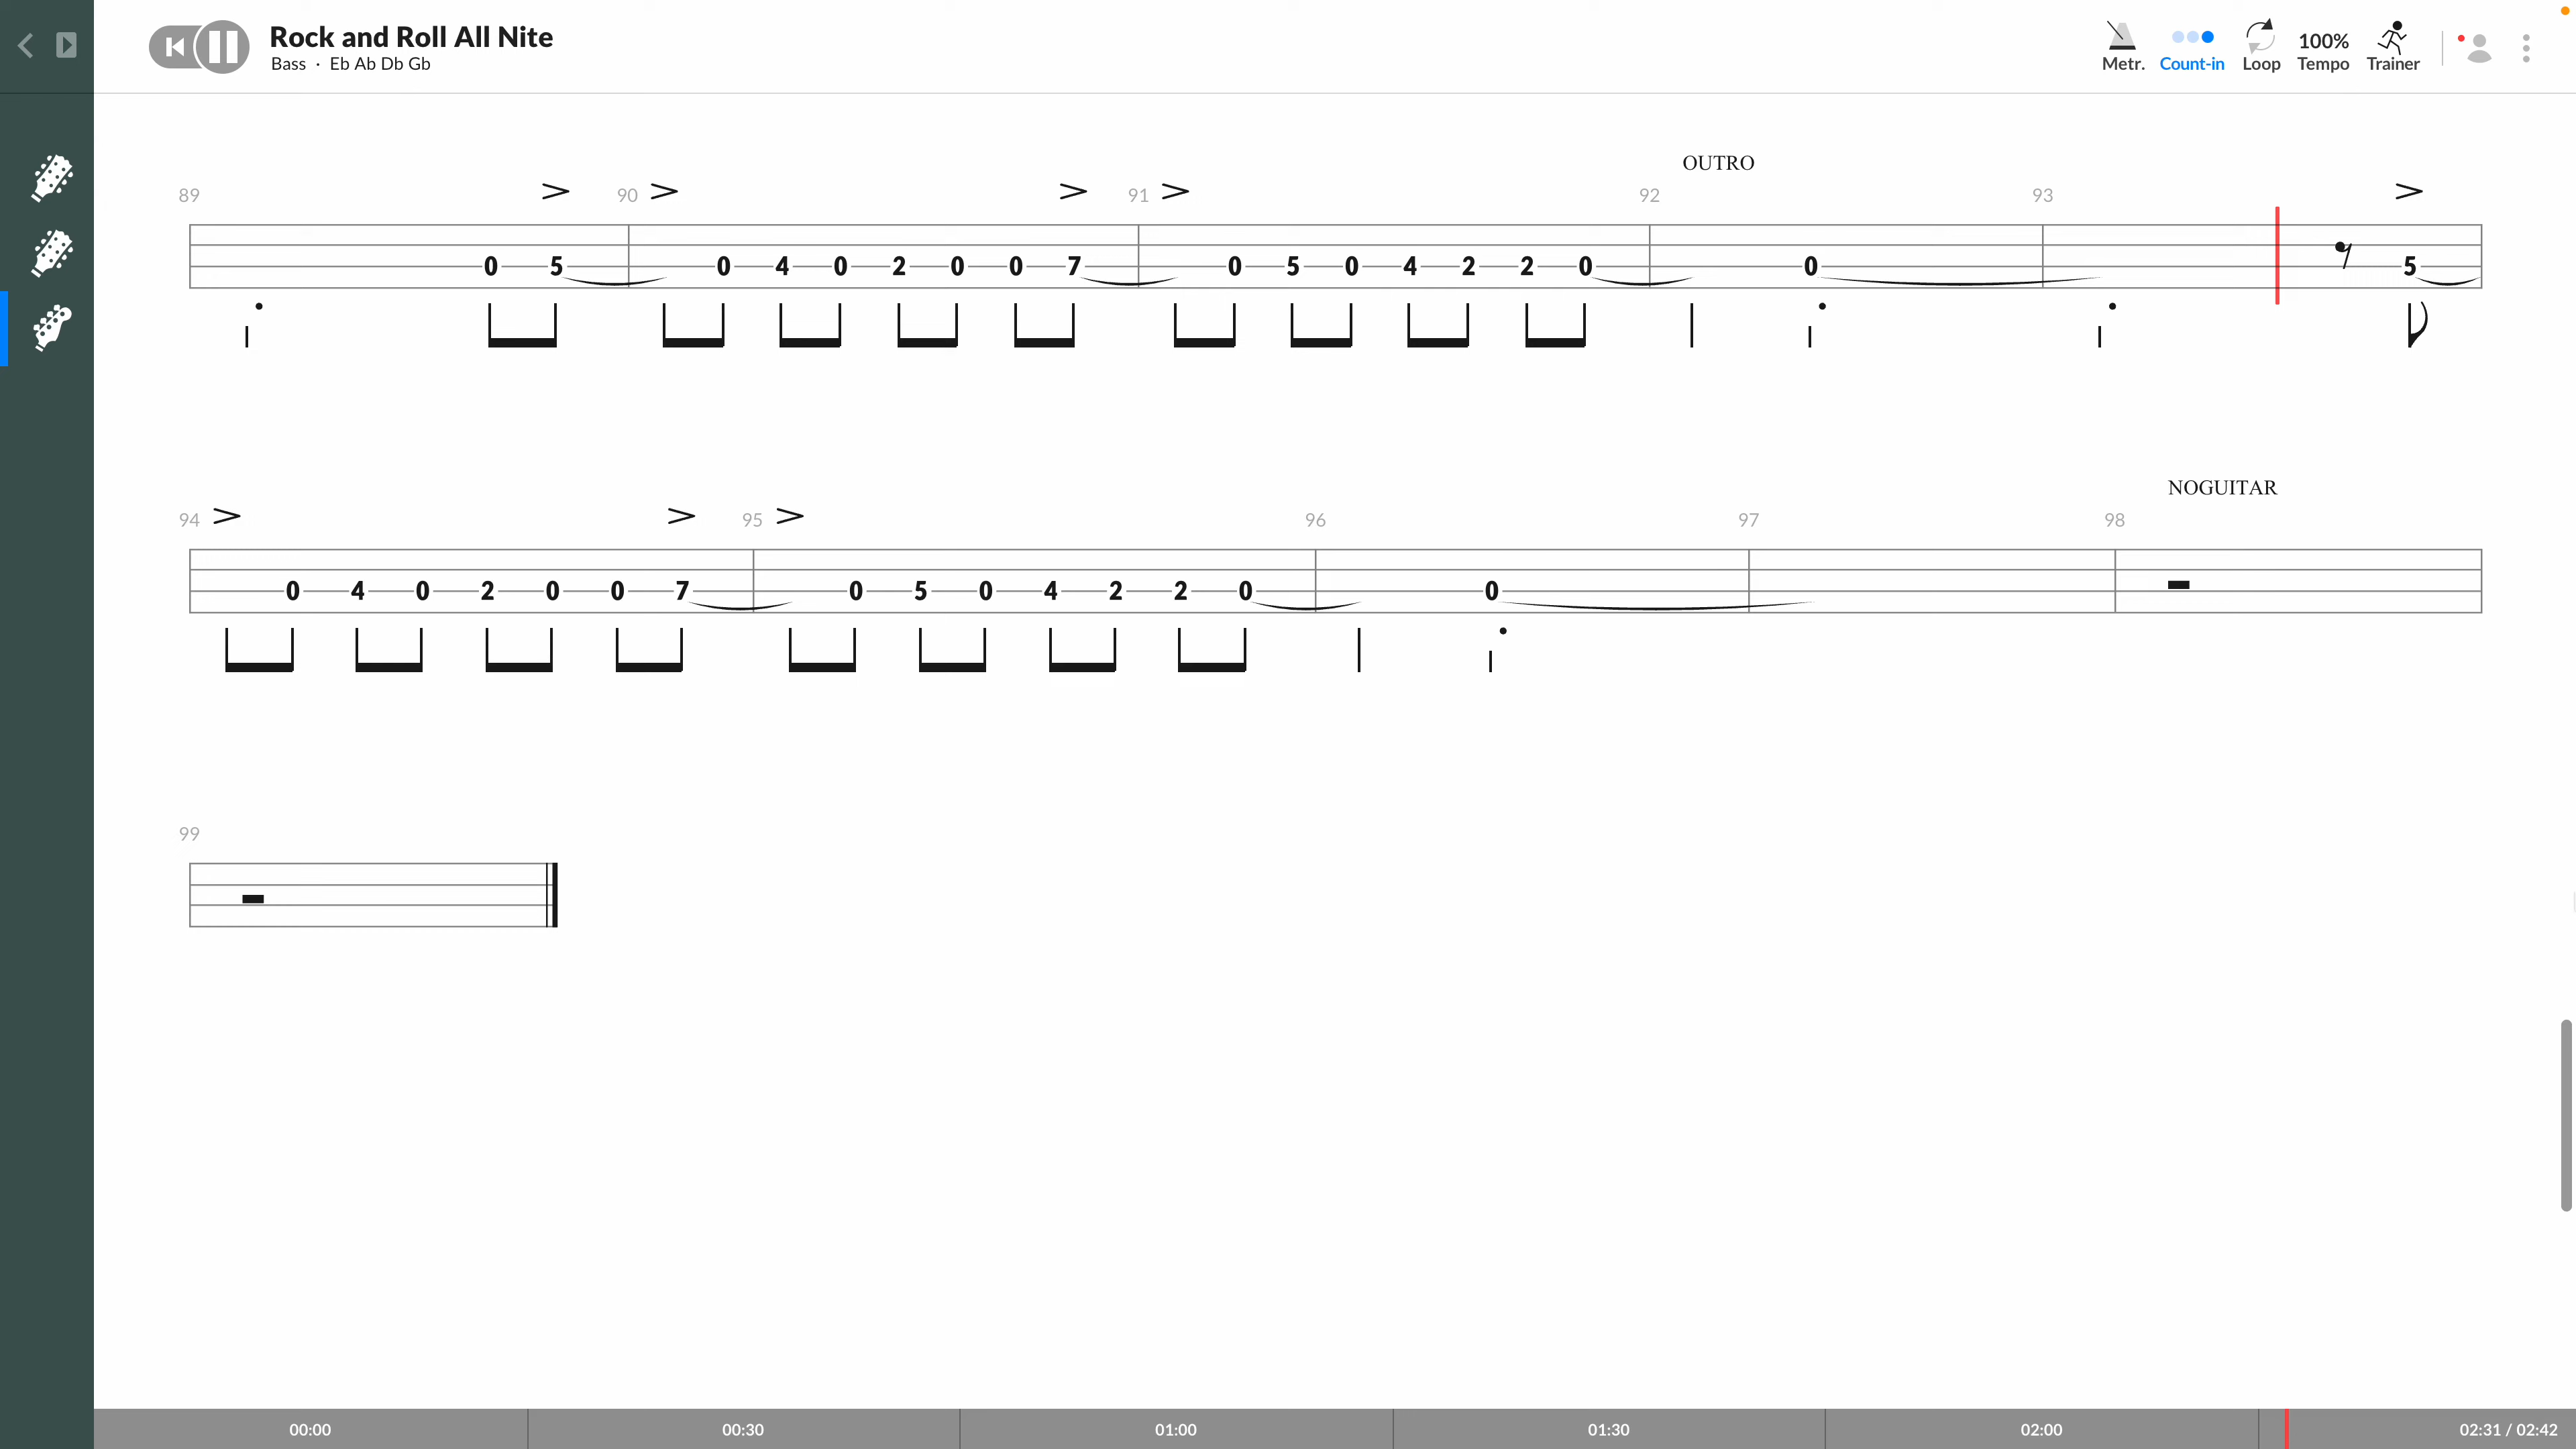 Rock and Roll All Nite
Bass · Eb Ab Db Gb
Metr.
Count-in
Loop
100%
Tempo
Trainer
OUTRO
89 90 91 92 93
0 5 0 4 0 2 0 0 7 0 5 0 4 2 2 0 0 5
NOGUITAR
94 95 96 97 98
0 4 0 2 0 0 7 0 5 0 4 2 2 0 0
99
00:00 00:30 01:00 01:30 02:00 02:31 / 02:42